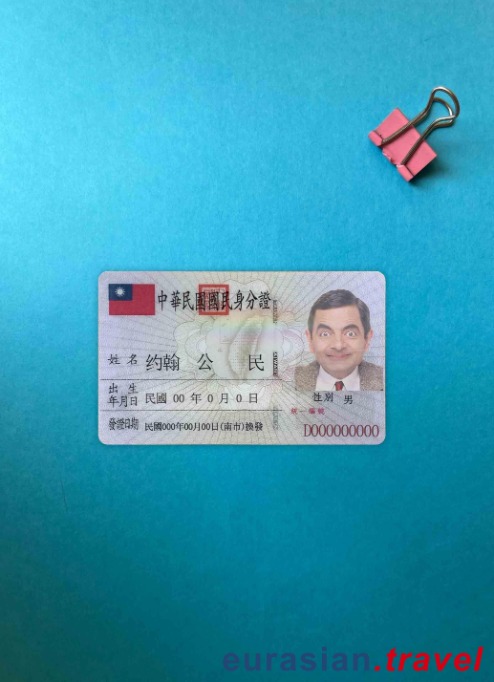 中華民國國民身分證
姓名 约翰 公 民
出生
年月日 民國 00 年 0 月 0 日
性別 男
發證日期 民國000年00月00日(南市)換發
統一編號
D000000000
eurasian.travel